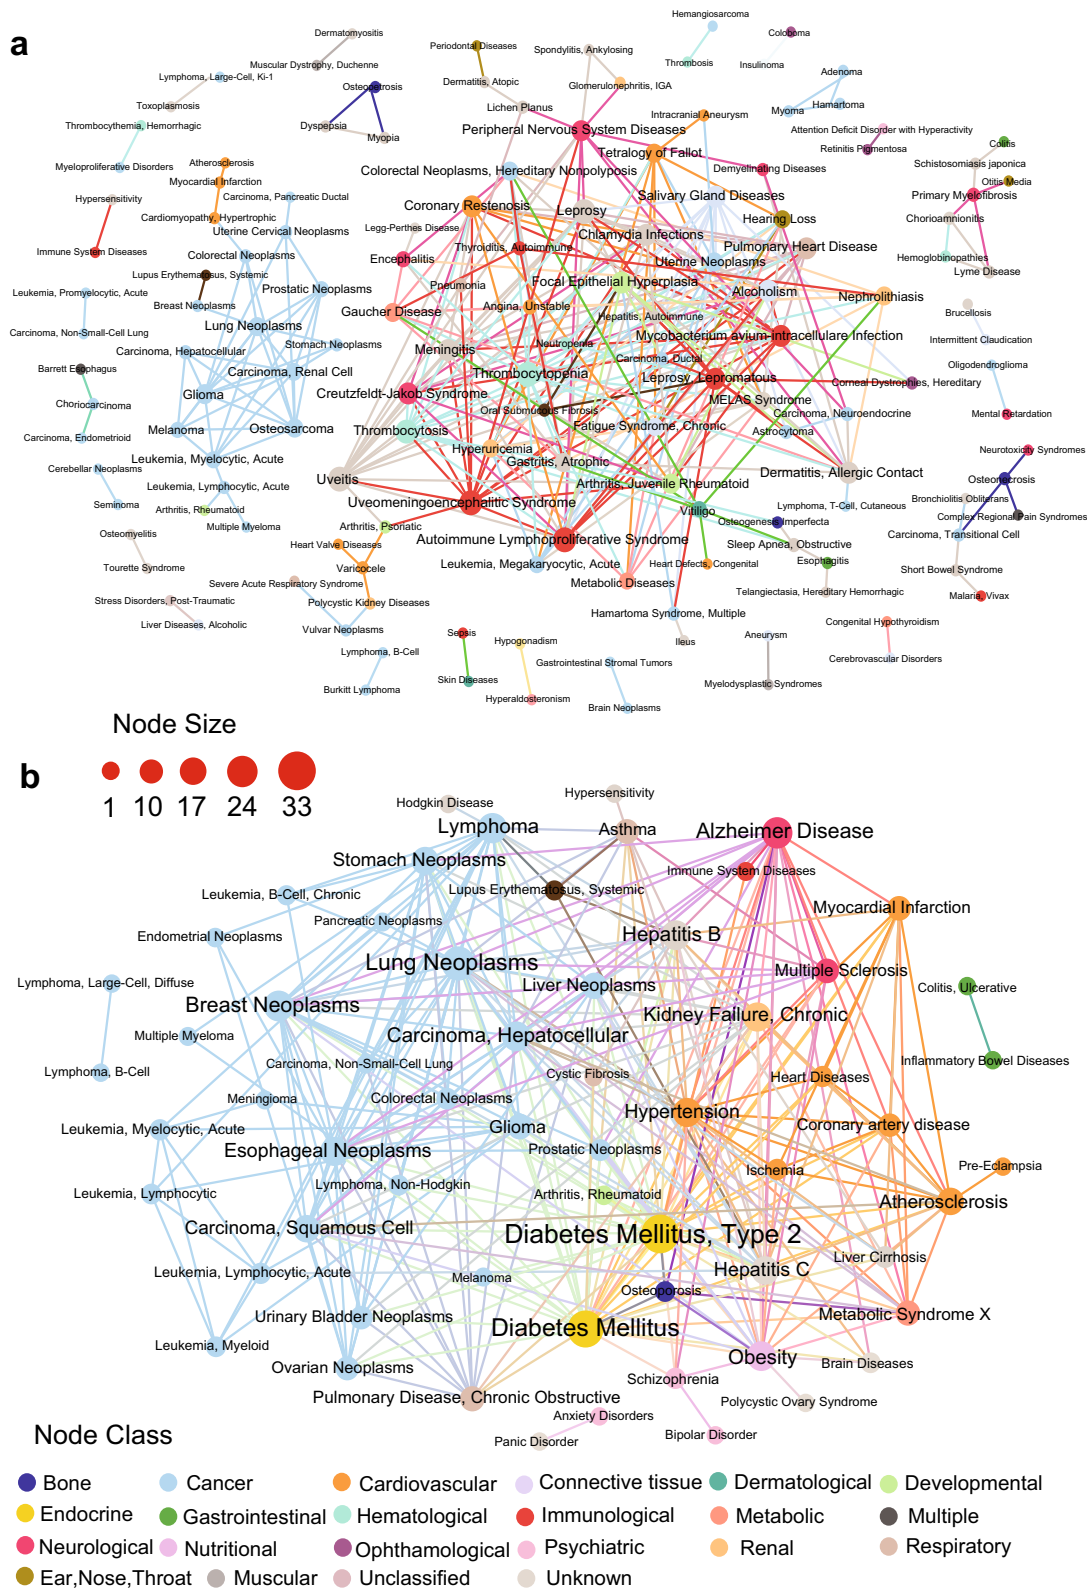 a
Hemangiosarcoma
Coloboma
Dermatomyositis
Periodontal Diseases
Spondylitis, Ankylosing
Thrombosis
Insulinoma
Muscular Dystrophy, Duchenne
Adenoma
Lymphoma, Large-Cell, Ki-1
Osteopetrosis
Dermatitis, Atopic
Glomerulonephritis, IGA
Toxoplasmosis
Lichen Planus
Hamartoma
Myoma
Intracranial Aneurysm
Thrombocythemia, Hemorrhagic
Dyspepsia
Myopia
Peripheral Nervous System Diseases
Attention Deficit Disorder with Hyperactivity
Colitis
Retinitis Pigmentosa
Tetralogy of Fallot
Myeloproliferative Disorders
Atherosclerosis
Colorectal Neoplasms, Hereditary Nonpolyposis
Demyelinating Diseases
Schistosomiasis japonica
Myocardial Infarction
Otitis Media
Hypersensitivity
Carcinoma, Pancreatic Ductal
Salivary Gland Diseases
Primary Myelofibrosis
Coronary Restenosis
Leprosy
Cardiomyopathy, Hypertrophic
Hearing Loss
Chorioamnionitis
Uterine Cervical Neoplasms
Legg-Perthes Disease
Chlamydia Infections
Immune System Diseases
Colorectal Neoplasms
Thyroiditis, Autoimmune
Pulmonary Heart Disease
Encephalitis
Uterine Neoplasms
Hemoglobinopathies
Lupus Erythematosus, Systemic
Lyme Disease
Leukemia, Promyelocytic, Acute
Prostatic Neoplasms
Pneumonia
Focal Epithelial Hyperplasia
Alcoholism
Nephrolithiasis
Breast Neoplasms
Angina, Unstable
Gaucher Disease
Brucellosis
Carcinoma, Non-Small-Cell Lung
Lung Neoplasms
Hepatitis, Autoimmune
Mycobacterium avium-intracellulare Infection
Intermittent Claudication
Stomach Neoplasms
Neutropenia
Carcinoma, Hepatocellular
Meningitis
Carcinoma, Ductal
Barrett Esophagus
Carcinoma, Renal Cell
Thrombocytopenia
Leprosy, Lepromatous
Oligodendroglioma
Corneal Dystrophies, Hereditary
Glioma
Creutzfeldt-Jakob Syndrome
MELAS Syndrome
Choriocarcinoma
Oral Submucous Fibrosis
Carcinoma, Neuroendocrine
Mental Retardation
Carcinoma, Endometrioid
Melanoma
Osteosarcoma
Thrombocytosis
Fatigue Syndrome, Chronic
Astrocytoma
Hyperuricemia
Neurotoxicity Syndromes
Leukemia, Myelocytic, Acute
Gastritis, Atrophic
Cerebellar Neoplasms
Uveitis
Dermatitis, Allergic Contact
Osteonecrosis
Leukemia, Lymphocytic, Acute
Arthritis, Juvenile Rheumatoid
Bronchiolitis Obliterans
Seminoma
Uveomeningoencephalitic Syndrome
Lymphoma, T-Cell, Cutaneous
Arthritis, Rheumatoid
Vitiligo
Complex Regional Pain Syndromes
Multiple Myeloma
Arthritis, Psoriatic
Osteogenesis Imperfecta
Osteomyelitis
Autoimmune Lymphoproliferative Syndrome
Carcinoma, Transitional Cell
Heart Valve Diseases
Sleep Apnea, Obstructive
Tourette Syndrome
Varicocele
Leukemia, Megakaryocytic, Acute
Heart Defects, Congenital
Esophagitis
Short Bowel Syndrome
Severe Acute Respiratory Syndrome
Metabolic Diseases
Telangiectasia, Hereditary Hemorrhagic
Malaria, Vivax
Stress Disorders, Post-Traumatic
Polycystic Kidney Diseases
Hamartoma Syndrome, Multiple
Liver Diseases, Alcoholic
Vulvar Neoplasms
Sepsis
Hypogonadism
Ileus
Aneurysm
Congenital Hypothyroidism
Lymphoma, B-Cell
Gastrointestinal Stromal Tumors
Cerebrovascular Disorders
Burkitt Lymphoma
Skin Diseases
Hyperaldosteronism
Brain Neoplasms
Myelodysplastic Syndromes
Node Size
1 10 17 24 33
b
Hodgkin Disease
Hypersensitivity
Lymphoma
Asthma
Alzheimer Disease
Stomach Neoplasms
Immune System Diseases
Leukemia, B-Cell, Chronic
Lupus Erythematosus, Systemic
Myocardial Infarction
Pancreatic Neoplasms
Endometrial Neoplasms
Hepatitis B
Lung Neoplasms
Multiple Sclerosis
Lymphoma, Large-Cell, Diffuse
Liver Neoplasms
Colitis, Ulcerative
Breast Neoplasms
Kidney Failure, Chronic
Multiple Myeloma
Carcinoma, Hepatocellular
Carcinoma, Non-Small-Cell Lung
Inflammatory Bowel Diseases
Lymphoma, B-Cell
Cystic Fibrosis
Heart Diseases
Meningioma
Colorectal Neoplasms
Hypertension
Leukemia, Myelocytic, Acute
Glioma
Coronary artery disease
Esophageal Neoplasms
Prostatic Neoplasms
Ischemia
Pre-Eclampsia
Leukemia, Lymphocytic
Lymphoma, Non-Hodgkin
Arthritis, Rheumatoid
Atherosclerosis
Carcinoma, Squamous Cell
Diabetes Mellitus, Type 2
Liver Cirrhosis
Leukemia, Lymphocytic, Acute
Melanoma
Hepatitis C
Osteoporosis
Urinary Bladder Neoplasms
Diabetes Mellitus
Metabolic Syndrome X
Leukemia, Myeloid
Obesity
Ovarian Neoplasms
Brain Diseases
Schizophrenia
Pulmonary Disease, Chronic Obstructive
Polycystic Ovary Syndrome
Anxiety Disorders
Panic Disorder
Bipolar Disorder
Node Class
Bone Cancer Cardiovascular Connective tissue Dermatological Developmental
Endocrine Gastrointestinal Hematological Immunological Metabolic Multiple
Neurological Nutritional Ophthamological Psychiatric Renal Respiratory
Ear,Nose,Throat Muscular Unclassified Unknown